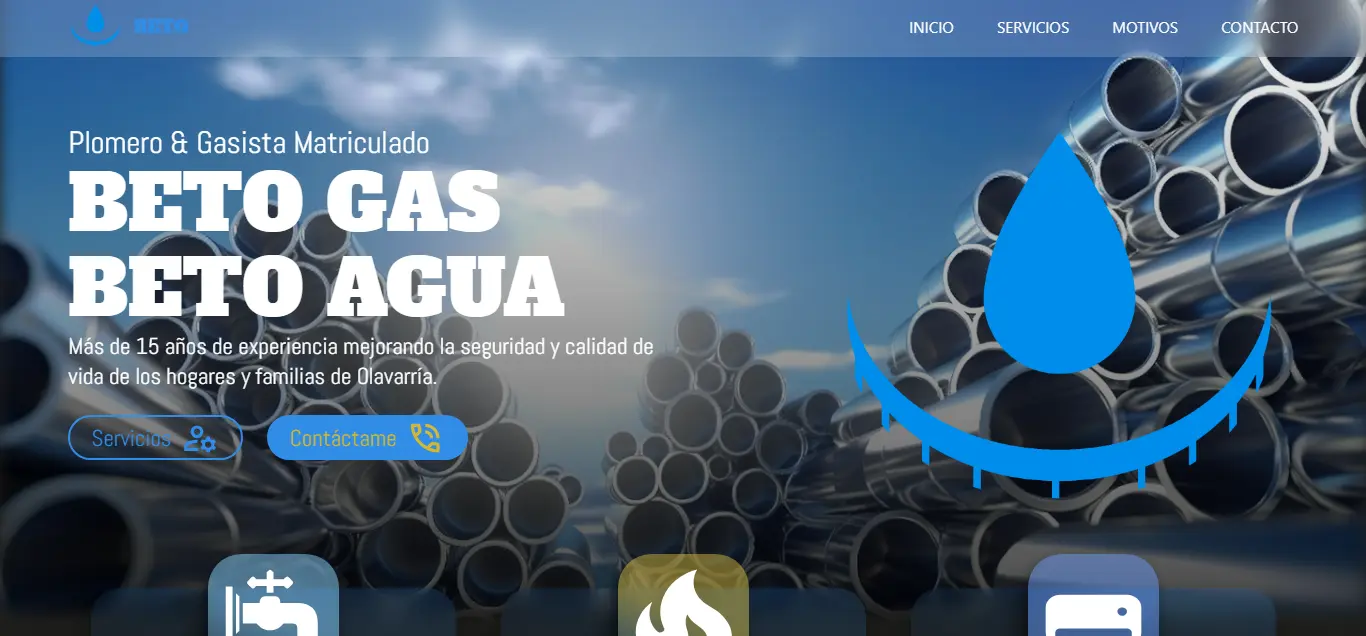 BETO
INICIO
SERVICIOS
MOTIVOS
CONTACTO
Plomero & Gasista Matriculado
BETO GAS
BETO AGUA
Más de 15 años de experiencia mejorando la seguridad y calidad de
vida de los hogares y familias de Olavarría.
Servicios
Contáctame